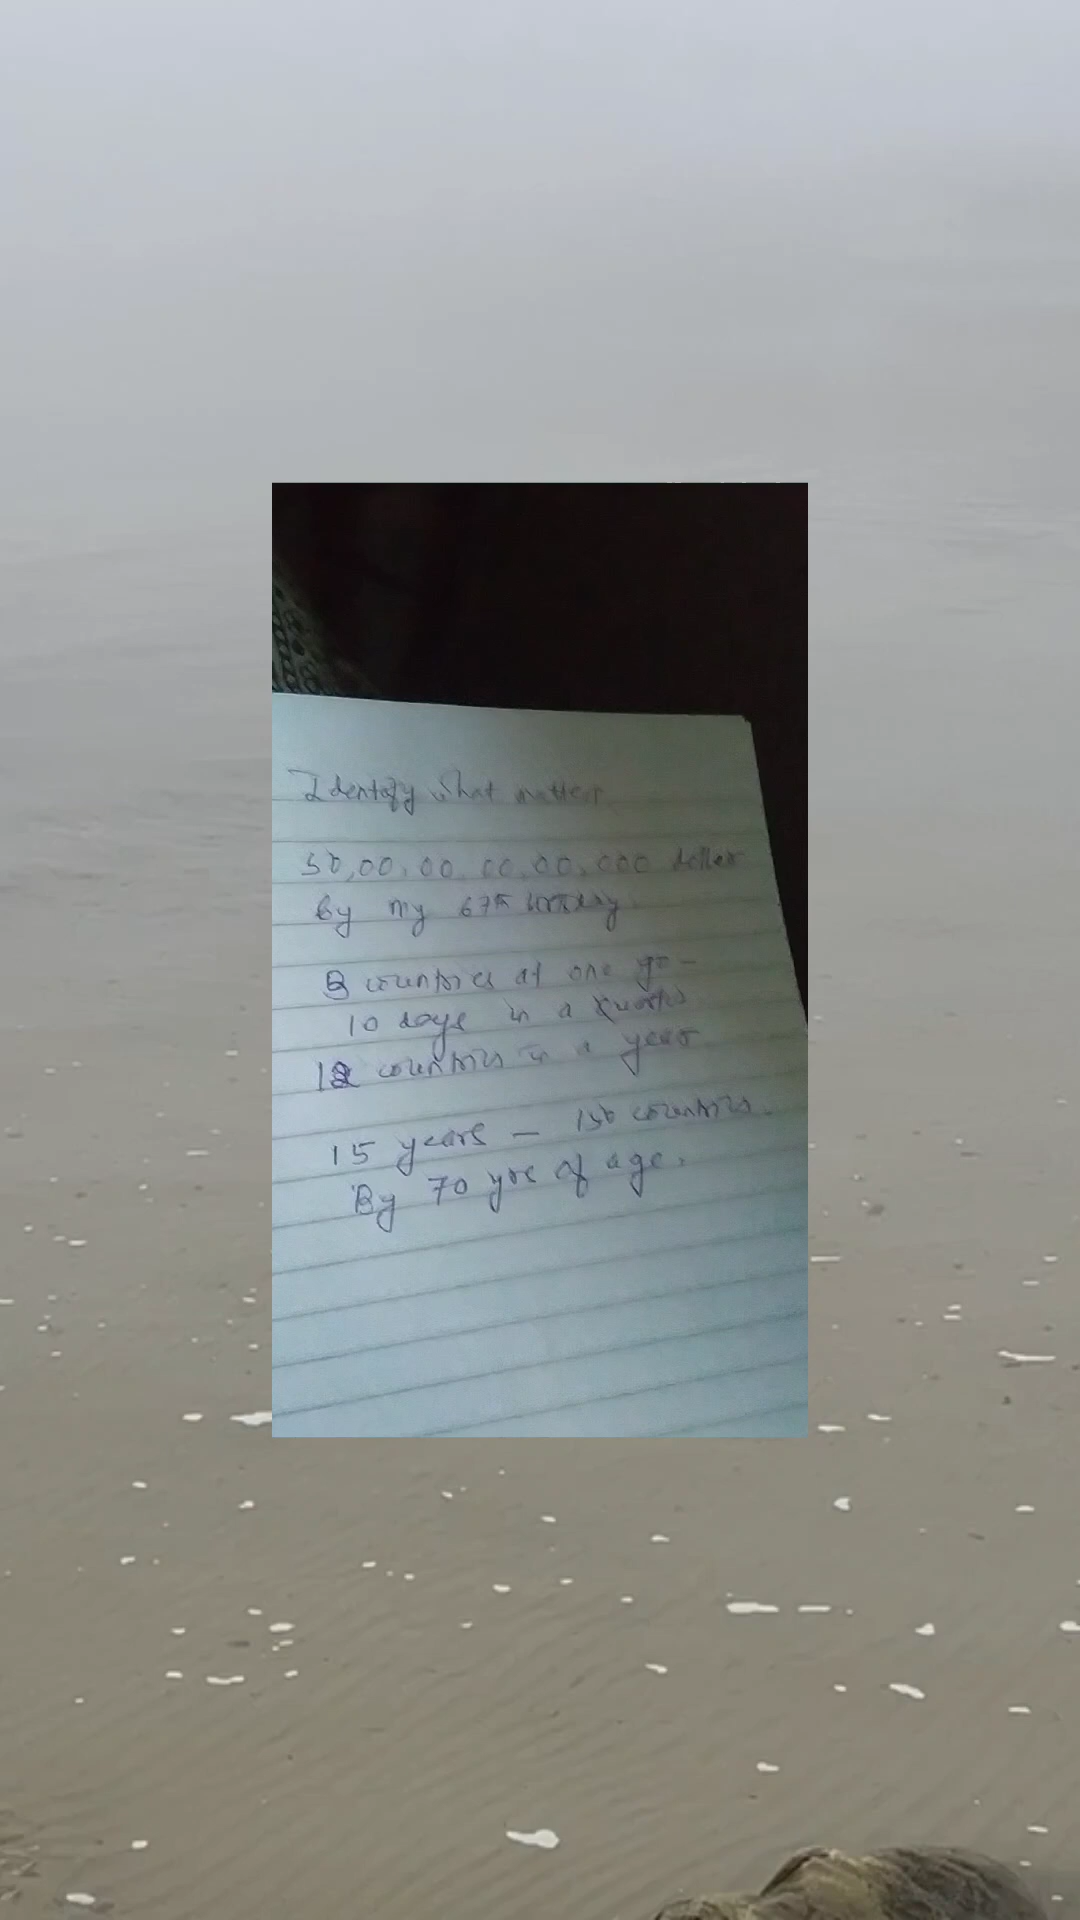 Identify what matters
50,00,00,00,00,000 dollar
by my 67th birthday.
3 countries at one go -
10 days in a quarter
12 countries in a year.
15 years - 150 countries.
By 70 yrs of age.